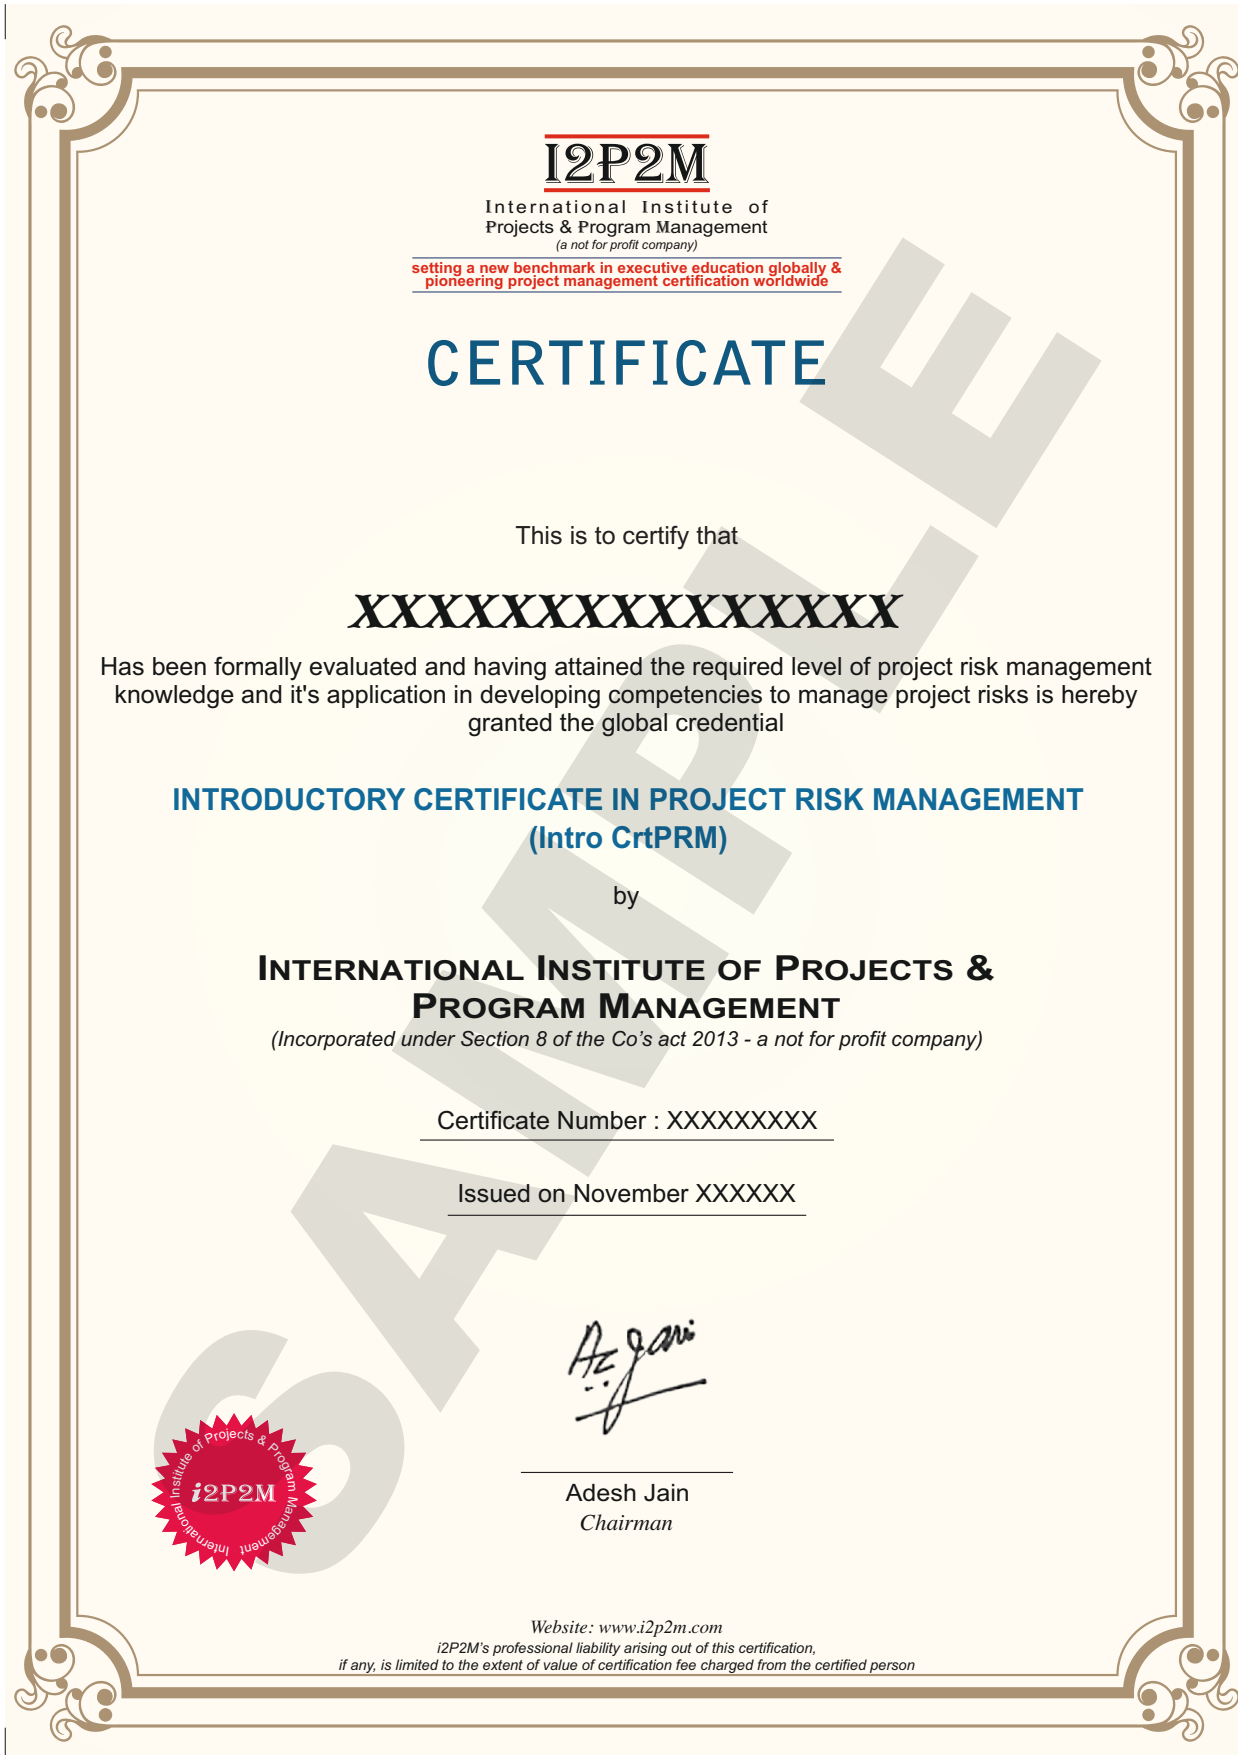 I2P2M
International Institute of
Projects & Program Management
(a not for profit company)
setting a new benchmark in executive education globally &
pioneering project management certification worldwide
CERTIFICATE
This is to certify that
XXXXXXXXXXXXXXX
Has been formally evaluated and having attained the required level of project risk management
knowledge and it's application in developing competencies to manage project risks is hereby
granted the global credential
INTRODUCTORY CERTIFICATE IN PROJECT RISK MANAGEMENT
(Intro CrtPRM)
by
INTERNATIONAL INSTITUTE OF PROJECTS &
PROGRAM MANAGEMENT
(Incorporated under Section 8 of the Co’s act 2013 - a not for profit company)
Certificate Number : XXXXXXXXX
Issued on November XXXXXX
Adesh Jain
Chairman
International Institute of Projects & Program Management
i2P2M
Website: www.i2p2m.com
i2P2M’s professional liability arising out of this certification,
if any, is limited to the extent of value of certification fee charged from the certified person
SAMPLE